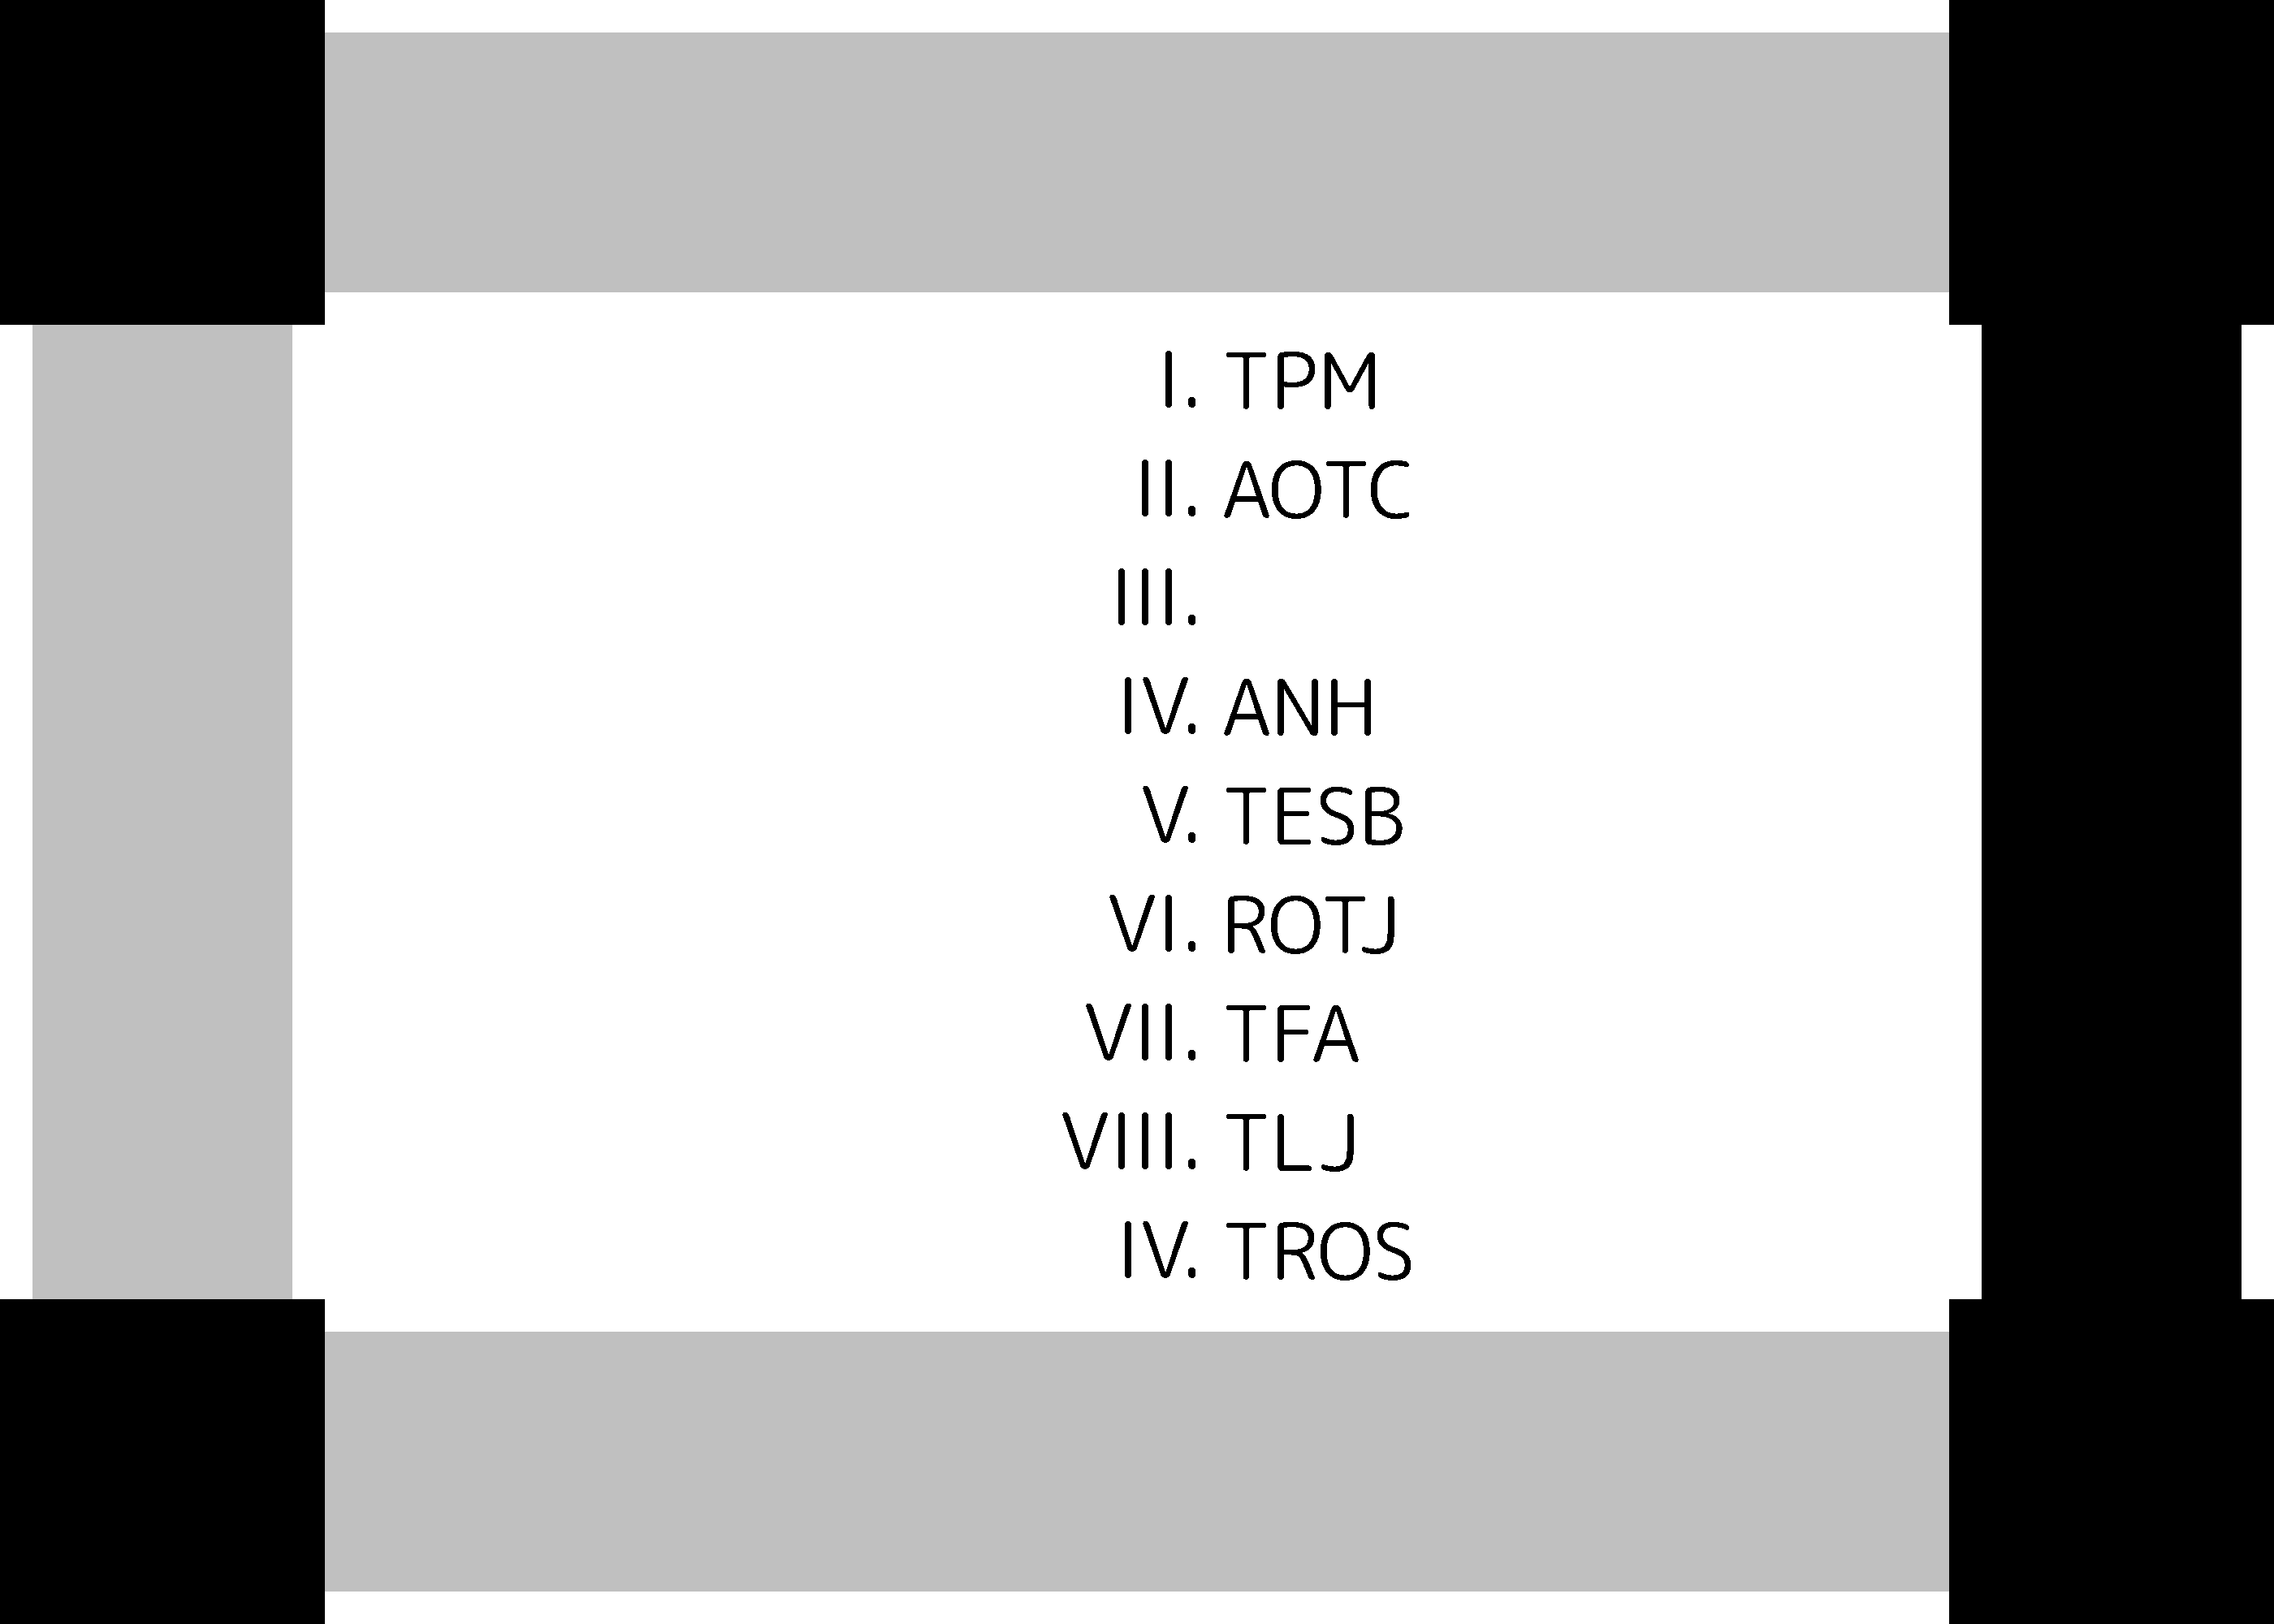 I. TPM
II. AOTC
III.
IV. ANH
V. TESB
VI. ROTJ
VII. TFA
VIII. TLJ
IV. TROS